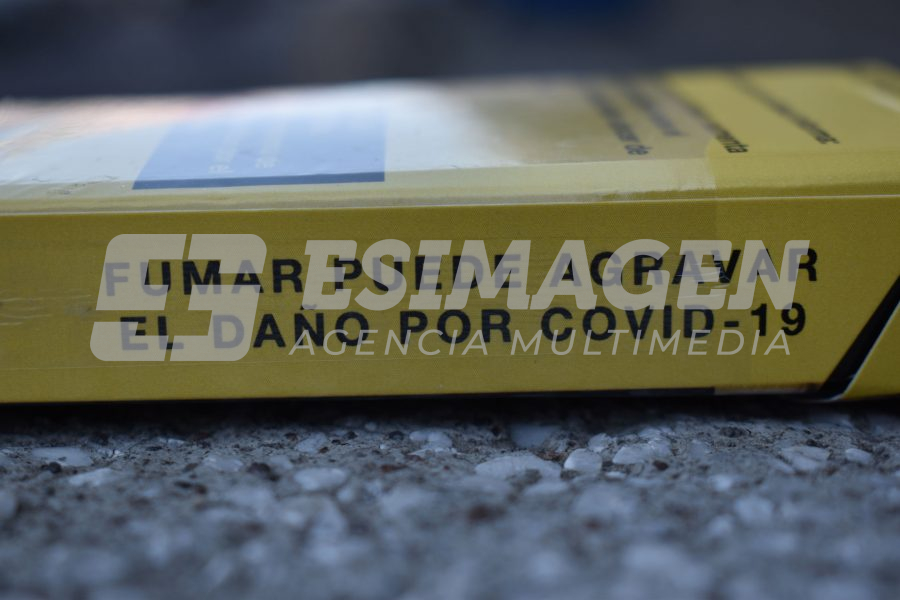 FUMAR PUEDE AGRAVAR
EL DAÑO POR COVID-19
ESIMAGEN
AGENCIA MULTIMEDIA